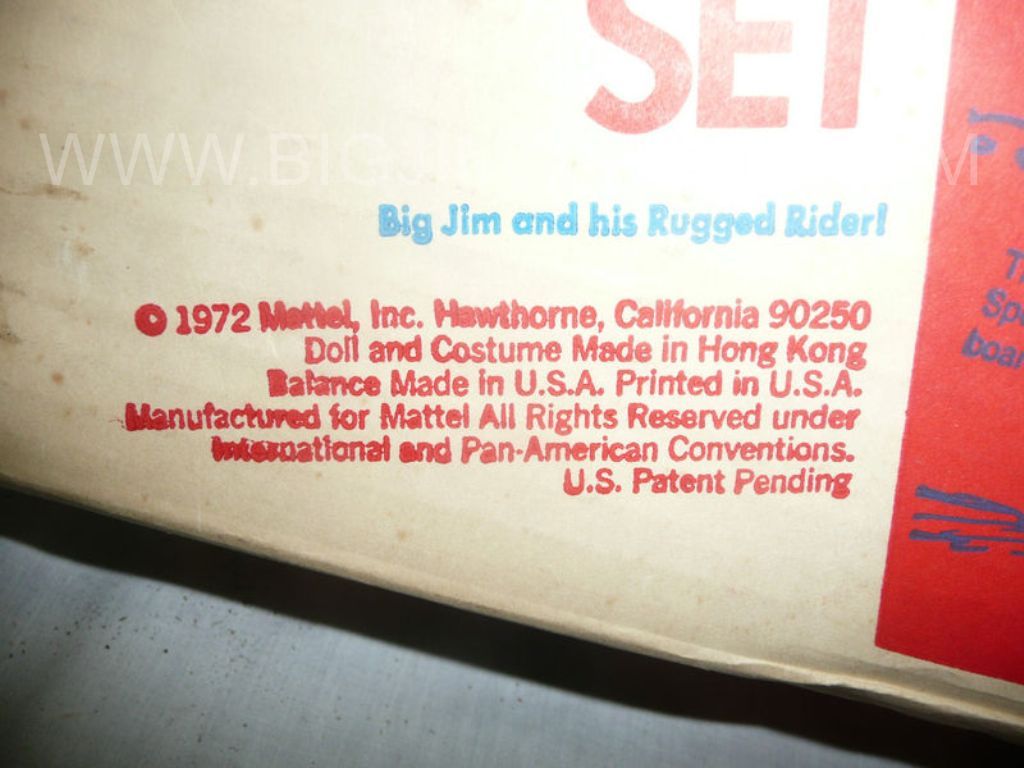 SET
WWW.BIGJI
Big Jim and his Rugged Rider!
© 1972 Mattel, Inc. Hawthorne, California 90250
Doll and Costume Made in Hong Kong
Balance Made in U.S.A. Printed in U.S.A.
Manufactured for Mattel All Rights Reserved under
International and Pan-American Conventions.
U.S. Patent Pending